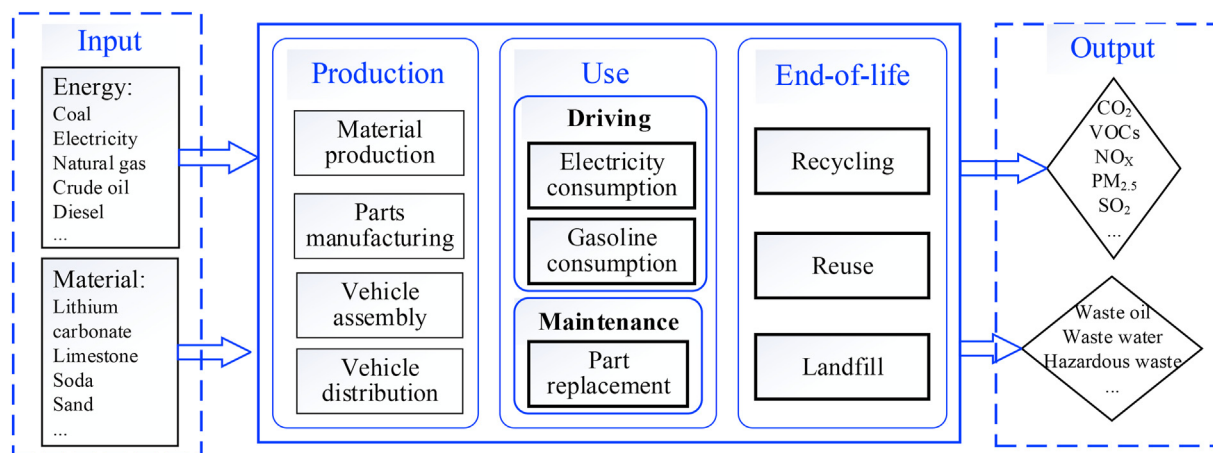 Input
Energy:
Coal
Electricity
Natural gas
Crude oil
Diesel
...
Material:
Lithium
carbonate
Limestone
Soda
Sand
...
Production
Material
production
Parts
manufacturing
Vehicle
assembly
Vehicle
distribution
Use
Driving
Electricity
consumption
Gasoline
consumption
Maintenance
Part
replacement
End-of-life
Recycling
Reuse
Landfill
Output
CO₂
VOCs
NOₓ
PM₂.₅
SO₂
...
Waste oil
Waste water
Hazardous waste
...